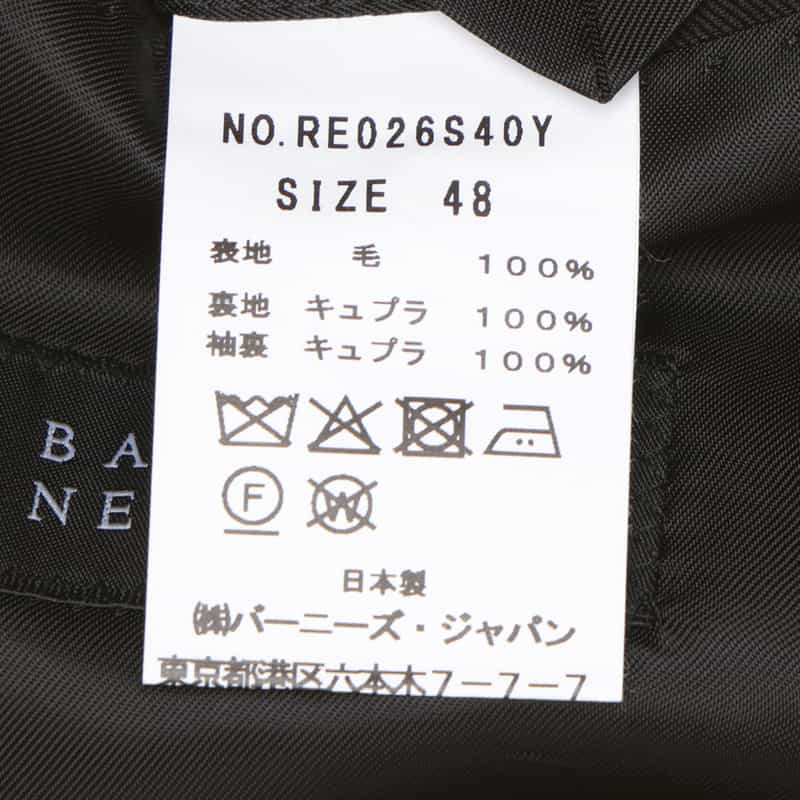 NO.RE026S40Y
SIZE 48
表地 毛 100%
裏地 キュプラ 100%
袖裏 キュプラ 100%
F
W
日本製
㈱バーニーズ・ジャパン
東京都港区六本木7-7-7
BA
NE